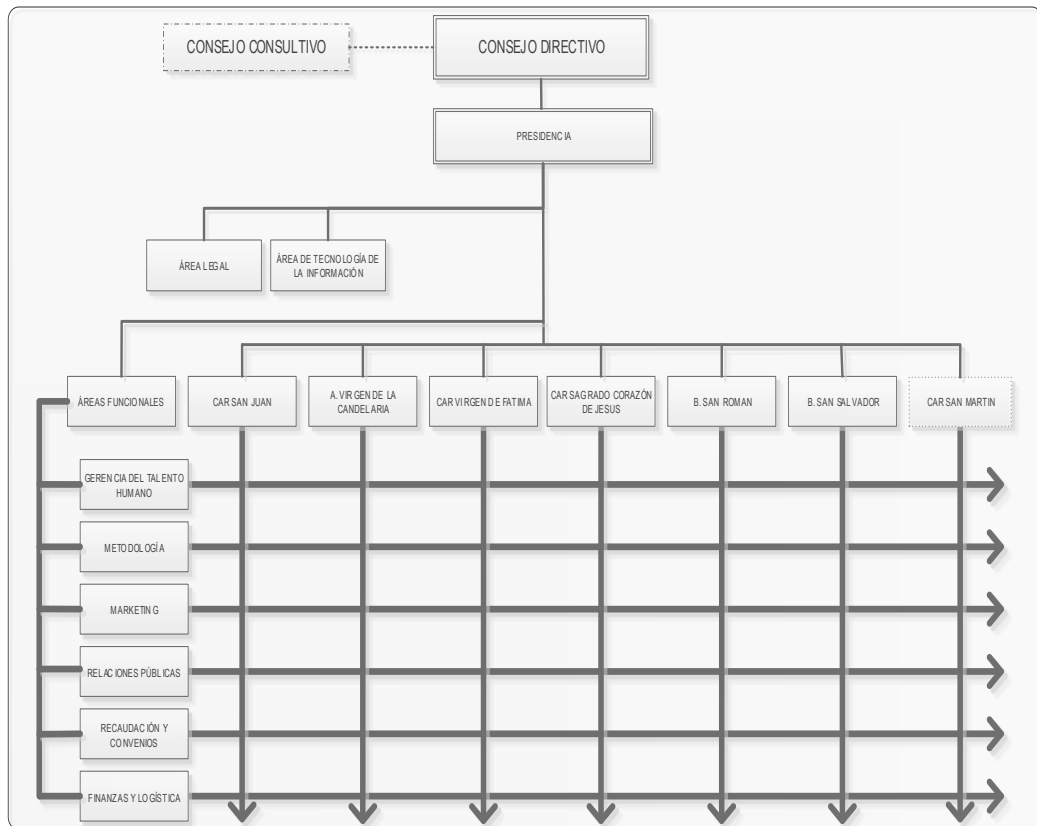 CONSEJO CONSULTIVO
CONSEJO DIRECTIVO
PRESIDENCIA
ÁREA LEGAL
ÁREA DE TECNOLOGÍA DE
LA INFORMACIÓN
ÁREAS FUNCIONALES
CAR SAN JUAN
A. VIRGEN DE LA
CANDELARIA
CAR VIRGEN DE FATIMA
CAR SAGRADO CORAZÓN
DE JESUS
B. SAN ROMAN
B. SAN SALVADOR
CAR SAN MARTIN
GERENCIA DEL TALENTO
HUMANO
METODOLOGÍA
MARKETING
RELACIONES PÚBLICAS
RECAUDACIÓN Y
CONVENIOS
FINANZAS Y LOGÍSTICA